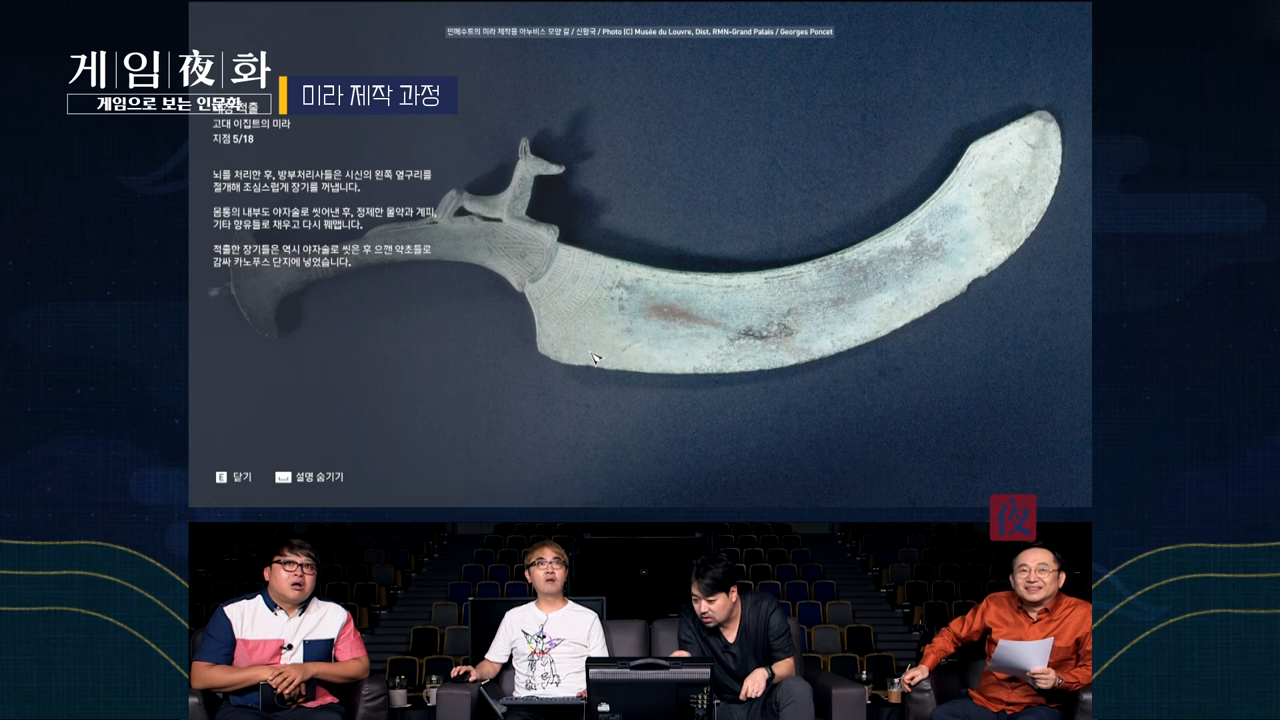 민메수트의 미라 제작용 아누비스 모양 칼 / 신왕국 / Photo (C) Musée du Louvre, Dist. RMN-Grand Palais / Georges Poncet
게임夜화
게임으로 보는 인문학
미라 제작 과정
적출
고대 이집트의 미라
지점 5/18
뇌를 처리한 후, 방부처리사들은 시신의 왼쪽 옆구리를
절개해 조심스럽게 장기를 꺼냅니다.
몸통의 내부도 야자술로 씻어낸 후, 정제한 몰약과 계피,
기타 향유들로 채우고 다시 꿰맵니다.
적출한 장기들은 역시 야자술로 씻은 후 으깬 약초들로
감싸 카노푸스 단지에 넣었습니다.
E 닫기 설명 숨기기
夜